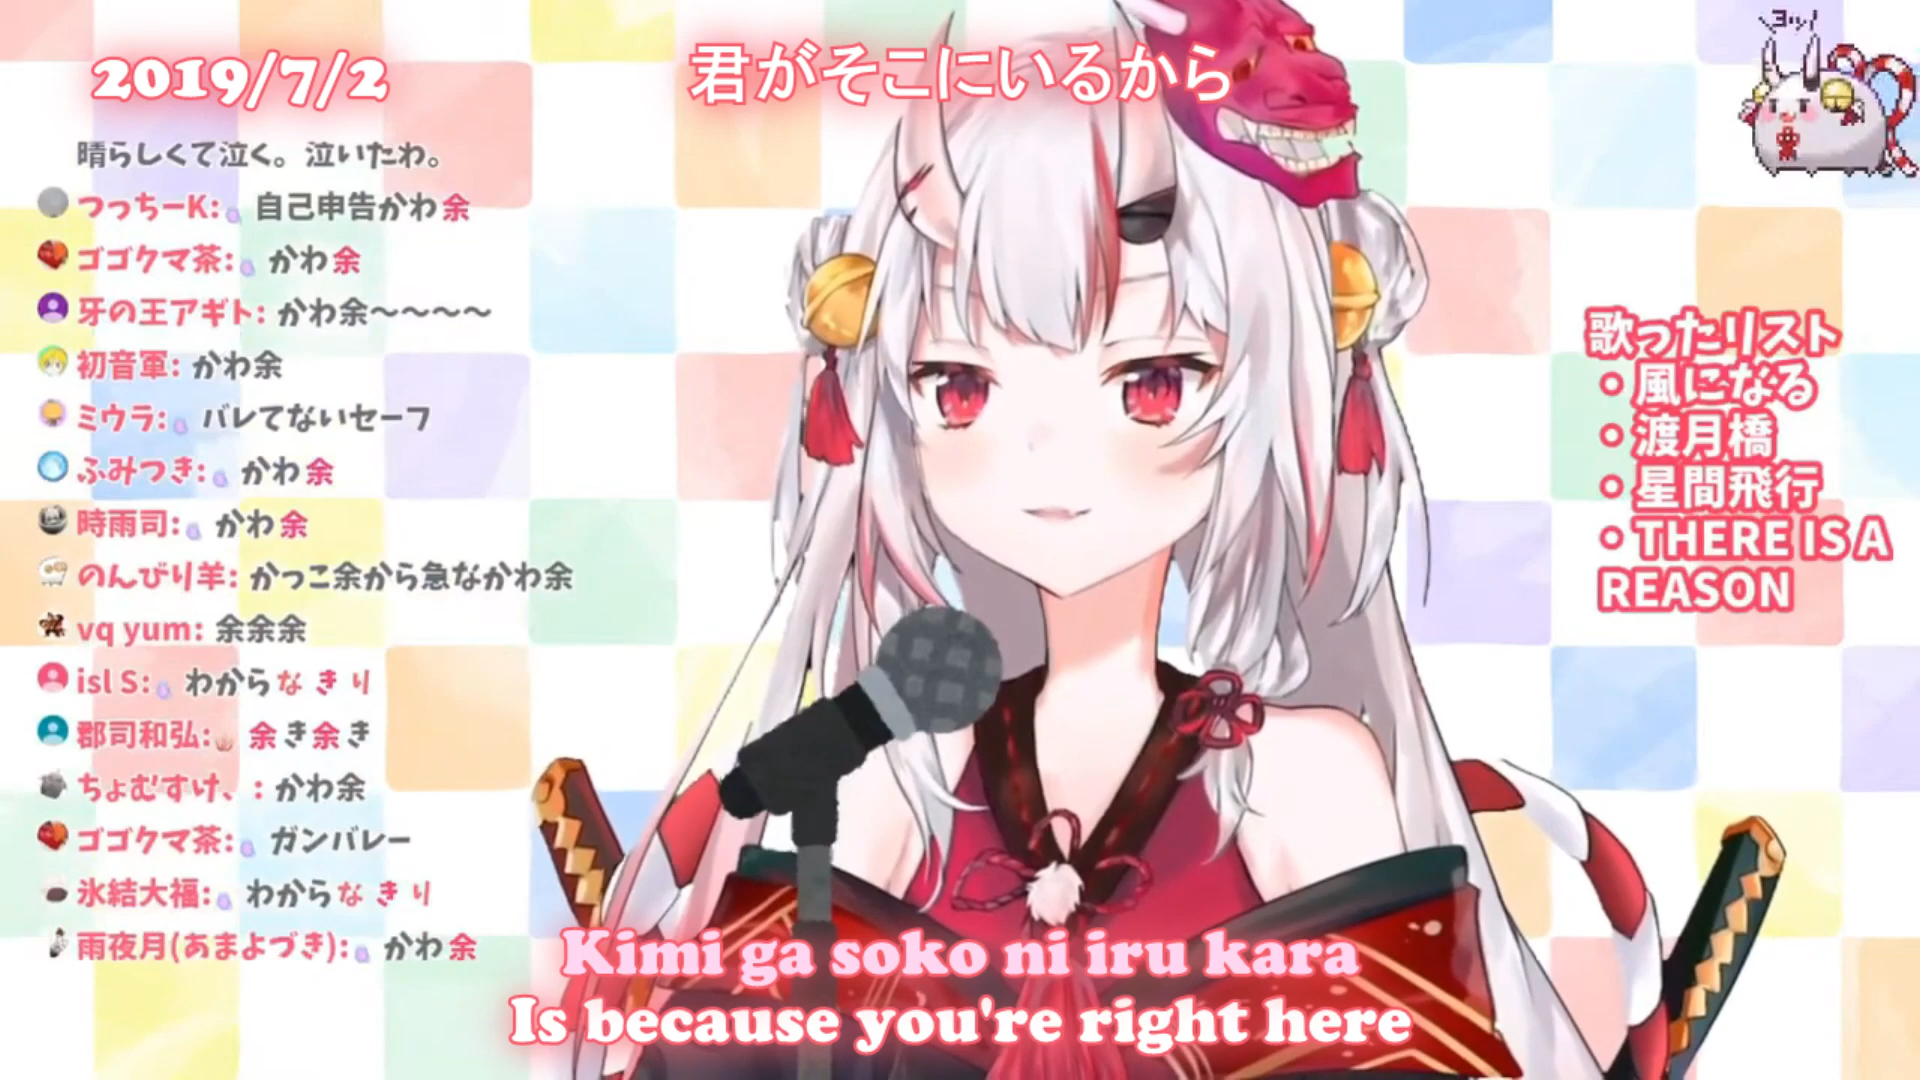 2019/7/2
君がそこにいるから
ヨッ!
晴らしくて泣く。泣いたわ。
つっちーK: 自己申告かわ余
ゴゴクマ茶: かわ余
牙の王アギト: かわ余〜〜〜〜
初音軍: かわ余
ミウラ: バレてないセーフ
ふみつき: かわ余
時雨司: かわ余
のんびり羊: かっこ余から急なかわ余
vq yum: 余余余
isl S: わからなきり
郡司和弘: 余き余き
ちょむすけ、: かわ余
ゴゴクマ茶: ガンバレー
氷結大福: わからなきり
雨夜月(あまよづき): かわ余
歌ったリスト
・風になる
・渡月橋
・星間飛行
・THERE IS A
REASON
Kimi ga soko ni iru kara
Is because you're right here